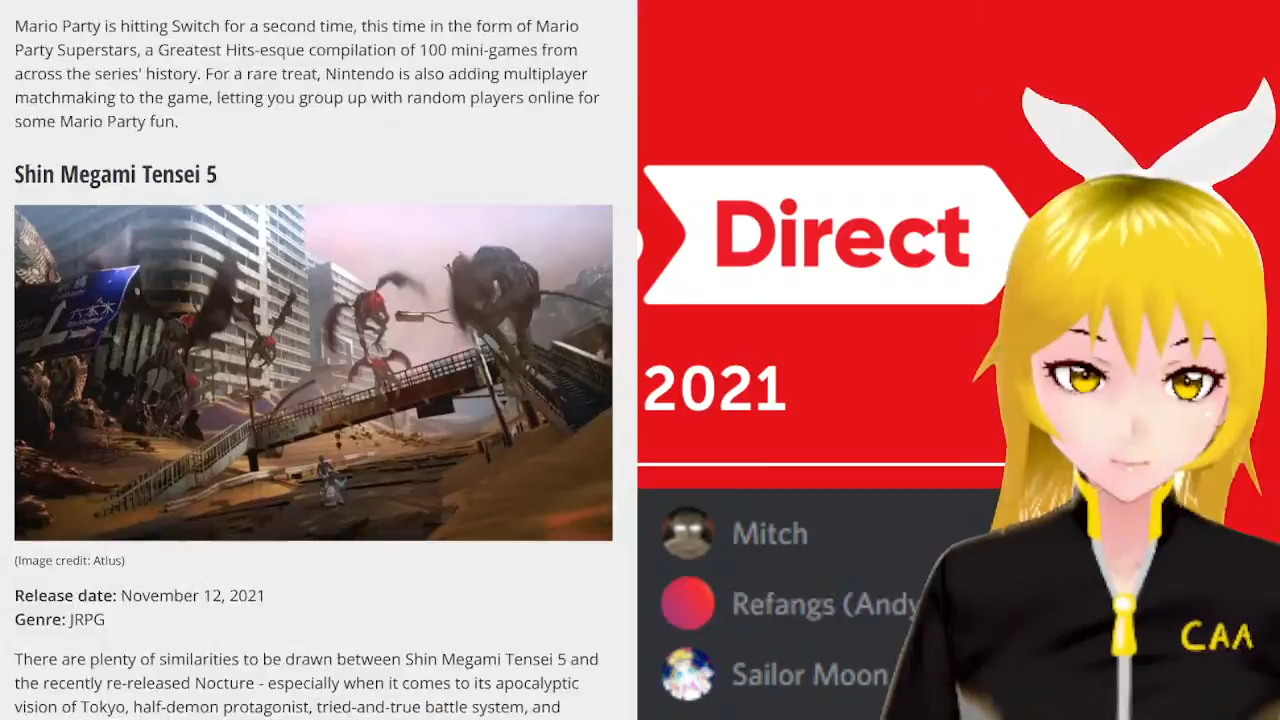 Mario Party is hitting Switch for a second time, this time in the form of Mario
Party Superstars, a Greatest Hits-esque compilation of 100 mini-games from
across the series' history. For a rare treat, Nintendo is also adding multiplayer
matchmaking to the game, letting you group up with random players online for
some Mario Party fun.
Shin Megami Tensei 5
六本木
(Image credit: Atlus)
Release date: November 12, 2021
Genre: JRPG
There are plenty of similarities to be drawn between Shin Megami Tensei 5 and
the recently re-released Nocture - especially when it comes to its apocalyptic
vision of Tokyo, half-demon protagonist, tried-and-true battle system, and
Direct
2021
Mitch
Refangs (Andy
Sailor Moon
CAA